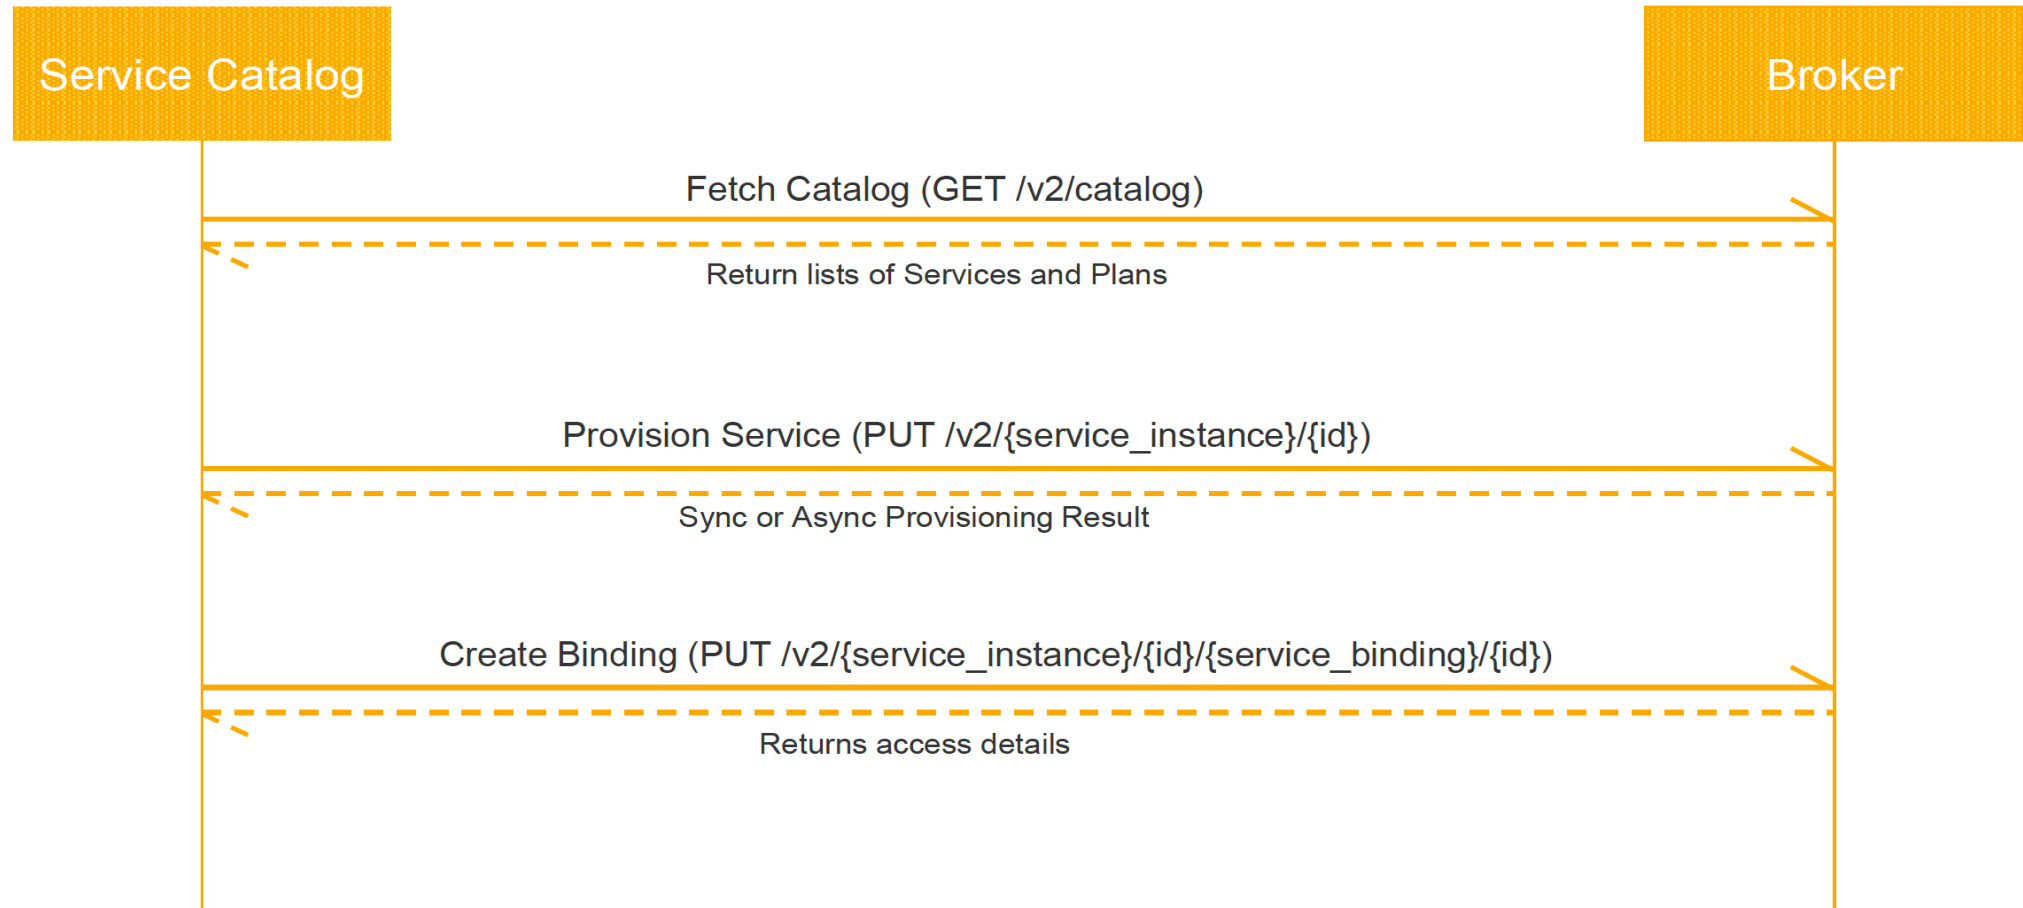 Service Catalog
Broker
Fetch Catalog (GET /v2/catalog)
Return lists of Services and Plans
Provision Service (PUT /v2/{service_instance}/{id})
Sync or Async Provisioning Result
Create Binding (PUT /v2/{service_instance}/{id}/{service_binding}/{id})
Returns access details